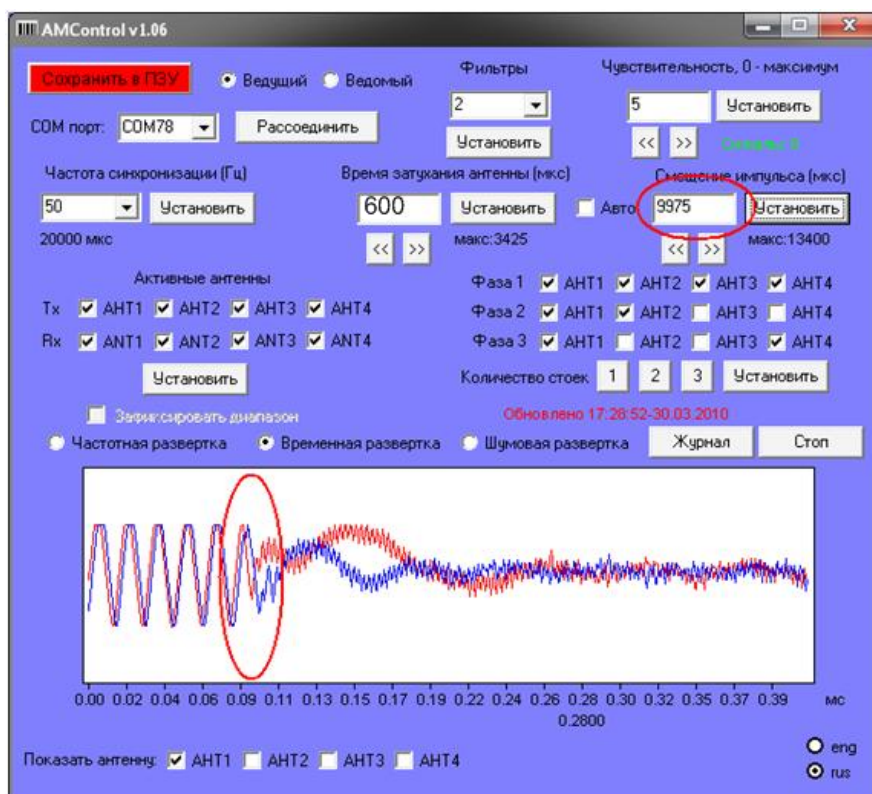 AMControl v1.06
Сохранить в ПЗУ
Ведущий
Ведомый
Фильтры
Чувствительность, 0 - максимум
2
5
Установить
COM порт:
COM78
Рассоединить
Установить
<<
>>
Сигналы: 0
Частота синхронизации (Гц)
Время затухания антенны (мкс)
Смещение импульса (мкс)
50
Установить
600
Установить
Авто
9975
Установить
20000 мкс
<<
>>
макс:3425
<<
>>
макс:13400
Активные антенны
Фаза 1
АНТ1
АНТ2
АНТ3
АНТ4
Tx
АНТ1
АНТ2
АНТ3
АНТ4
Фаза 2
АНТ1
АНТ2
АНТ3
АНТ4
Rx
ANT1
ANT2
ANT3
ANT4
Фаза 3
АНТ1
АНТ2
АНТ3
АНТ4
Установить
Количество стоек
1
2
3
Установить
Зафиксировать диапазон
Обновлено 17:28:52-30.03.2010
Частотная развертка
Временная развертка
Шумовая развертка
Журнал
Стоп
0.00 0.02 0.04 0.06 0.09 0.11 0.13 0.15 0.17 0.19 0.22 0.24 0.26 0.28 0.30 0.32 0.35 0.37 0.39 мс
0.2800
Показать антенну:
АНТ1
АНТ2
АНТ3
АНТ4
eng
rus